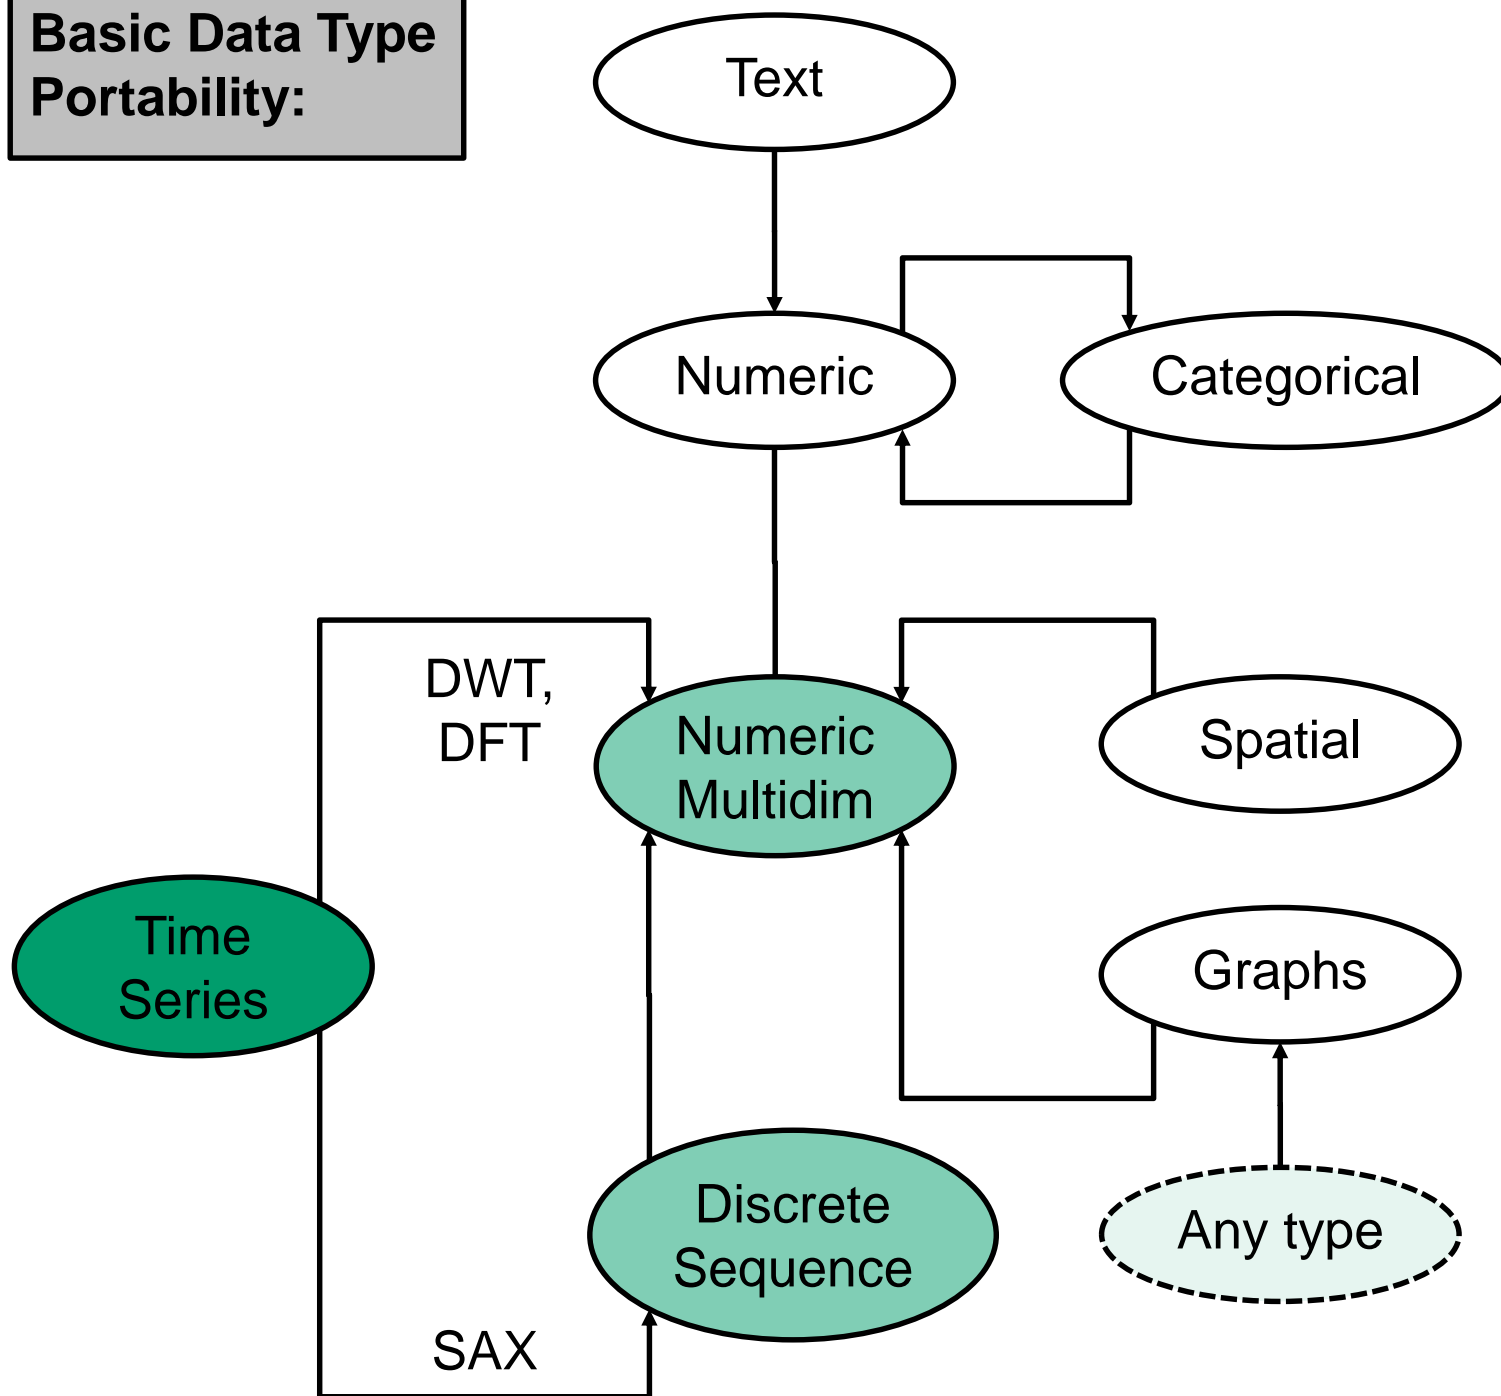 Basic Data Type
Portability:
Text
Numeric
Categorical
DWT,
DFT
Numeric
Multidim
Spatial
Time
Series
Graphs
Discrete
Sequence
Any type
SAX